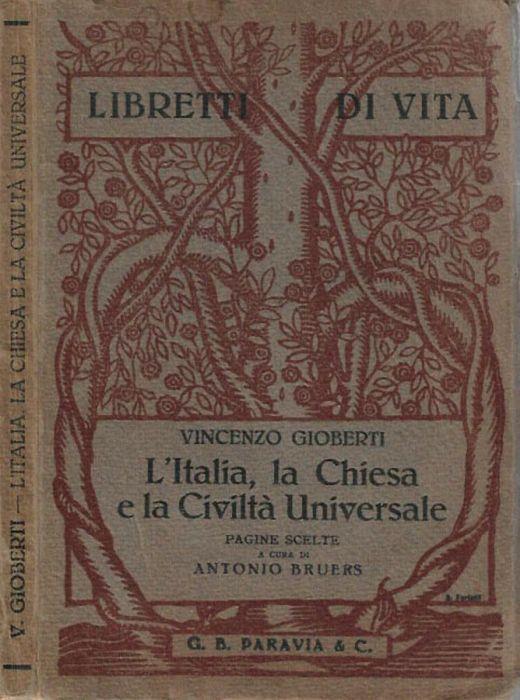 V. GIOBERTI — L'ITALIA, LA CHIESA E LA CIVILTÀ UNIVERSALE
LIBRETTI DI VITA
VINCENZO GIOBERTI
L'Italia, la Chiesa
e la Civiltà Universale
PAGINE SCELTE
A CURA DI
ANTONIO BRUERS
G. B. PARAVIA & C.